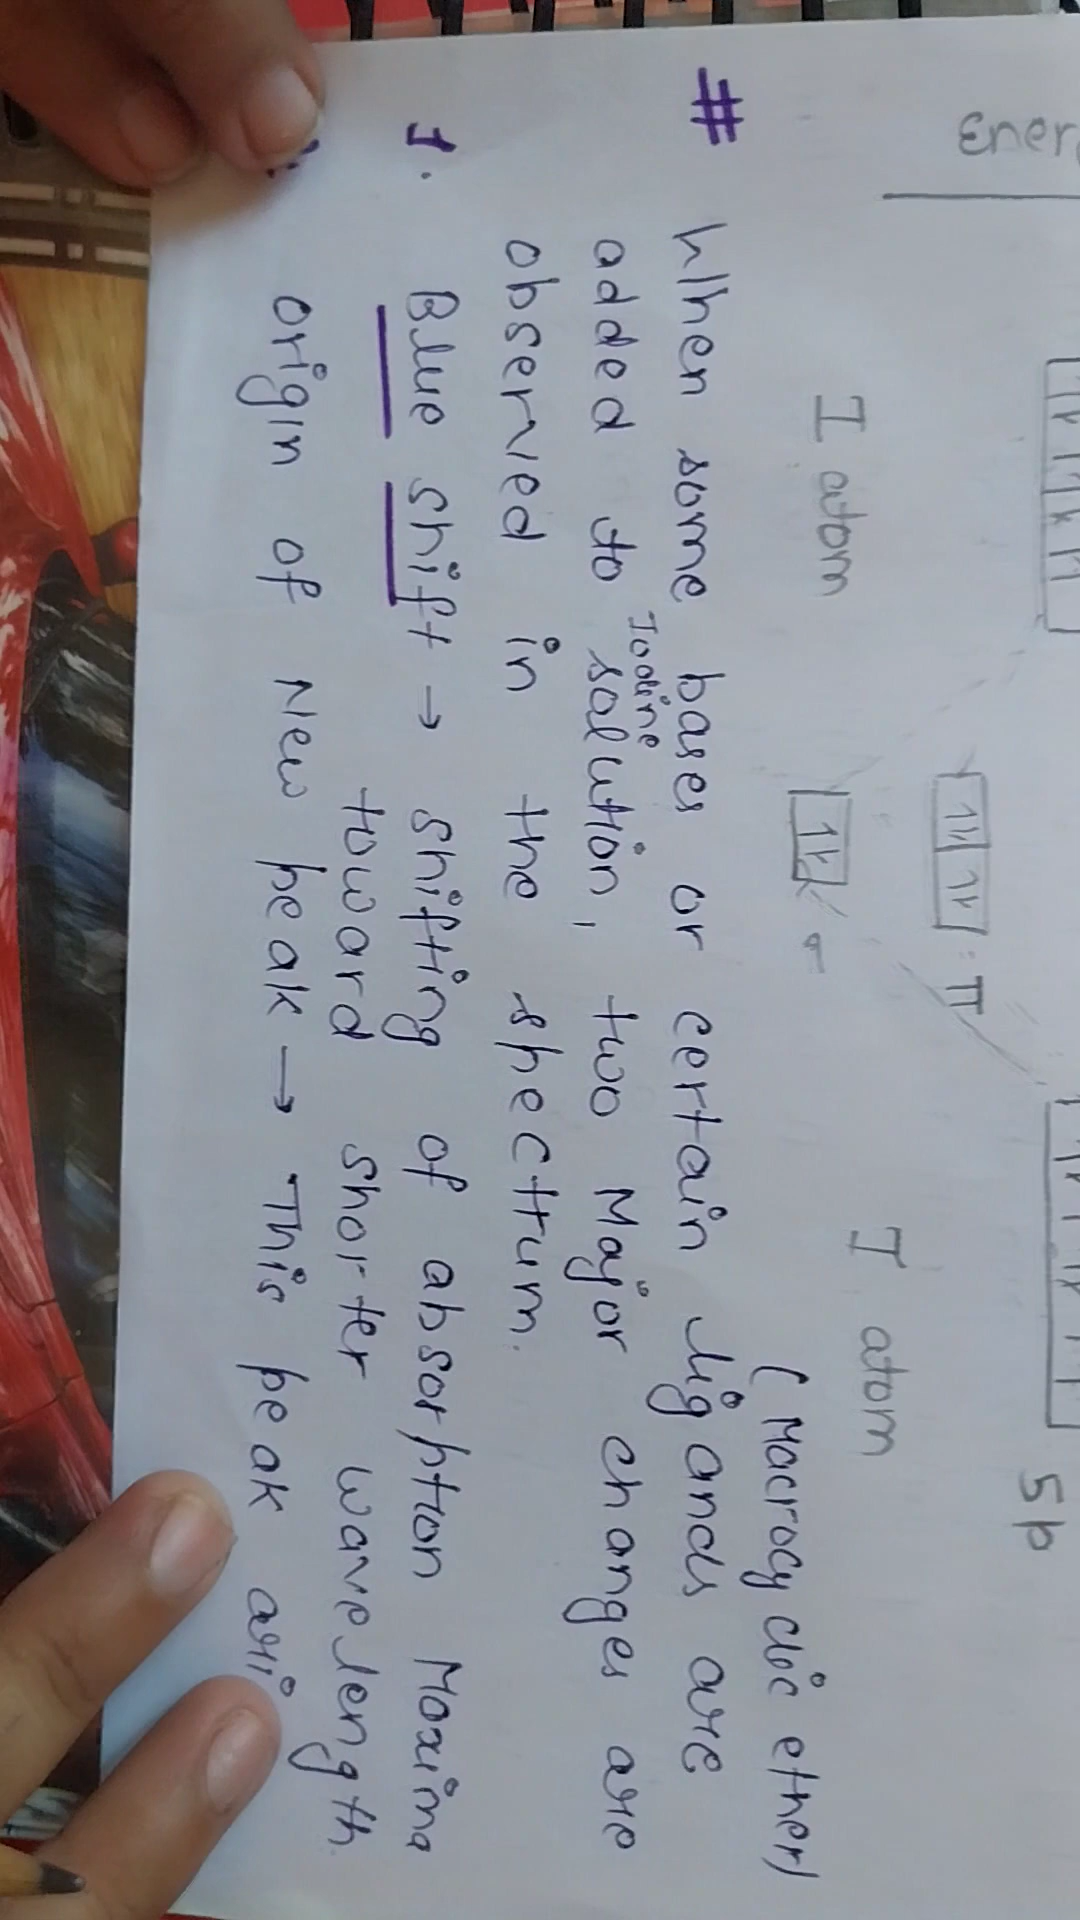 Ener
5p
π
I atom
I atom
σ
(Macrocyclic ether)
# When some bases or certain ligands are
Iodine
added to solution, two Major changes are
observed in the spectrum.
1. Blue shift → shifting of absorption Maxima
toward shorter wavelength.
origin of New peak → This peak ari